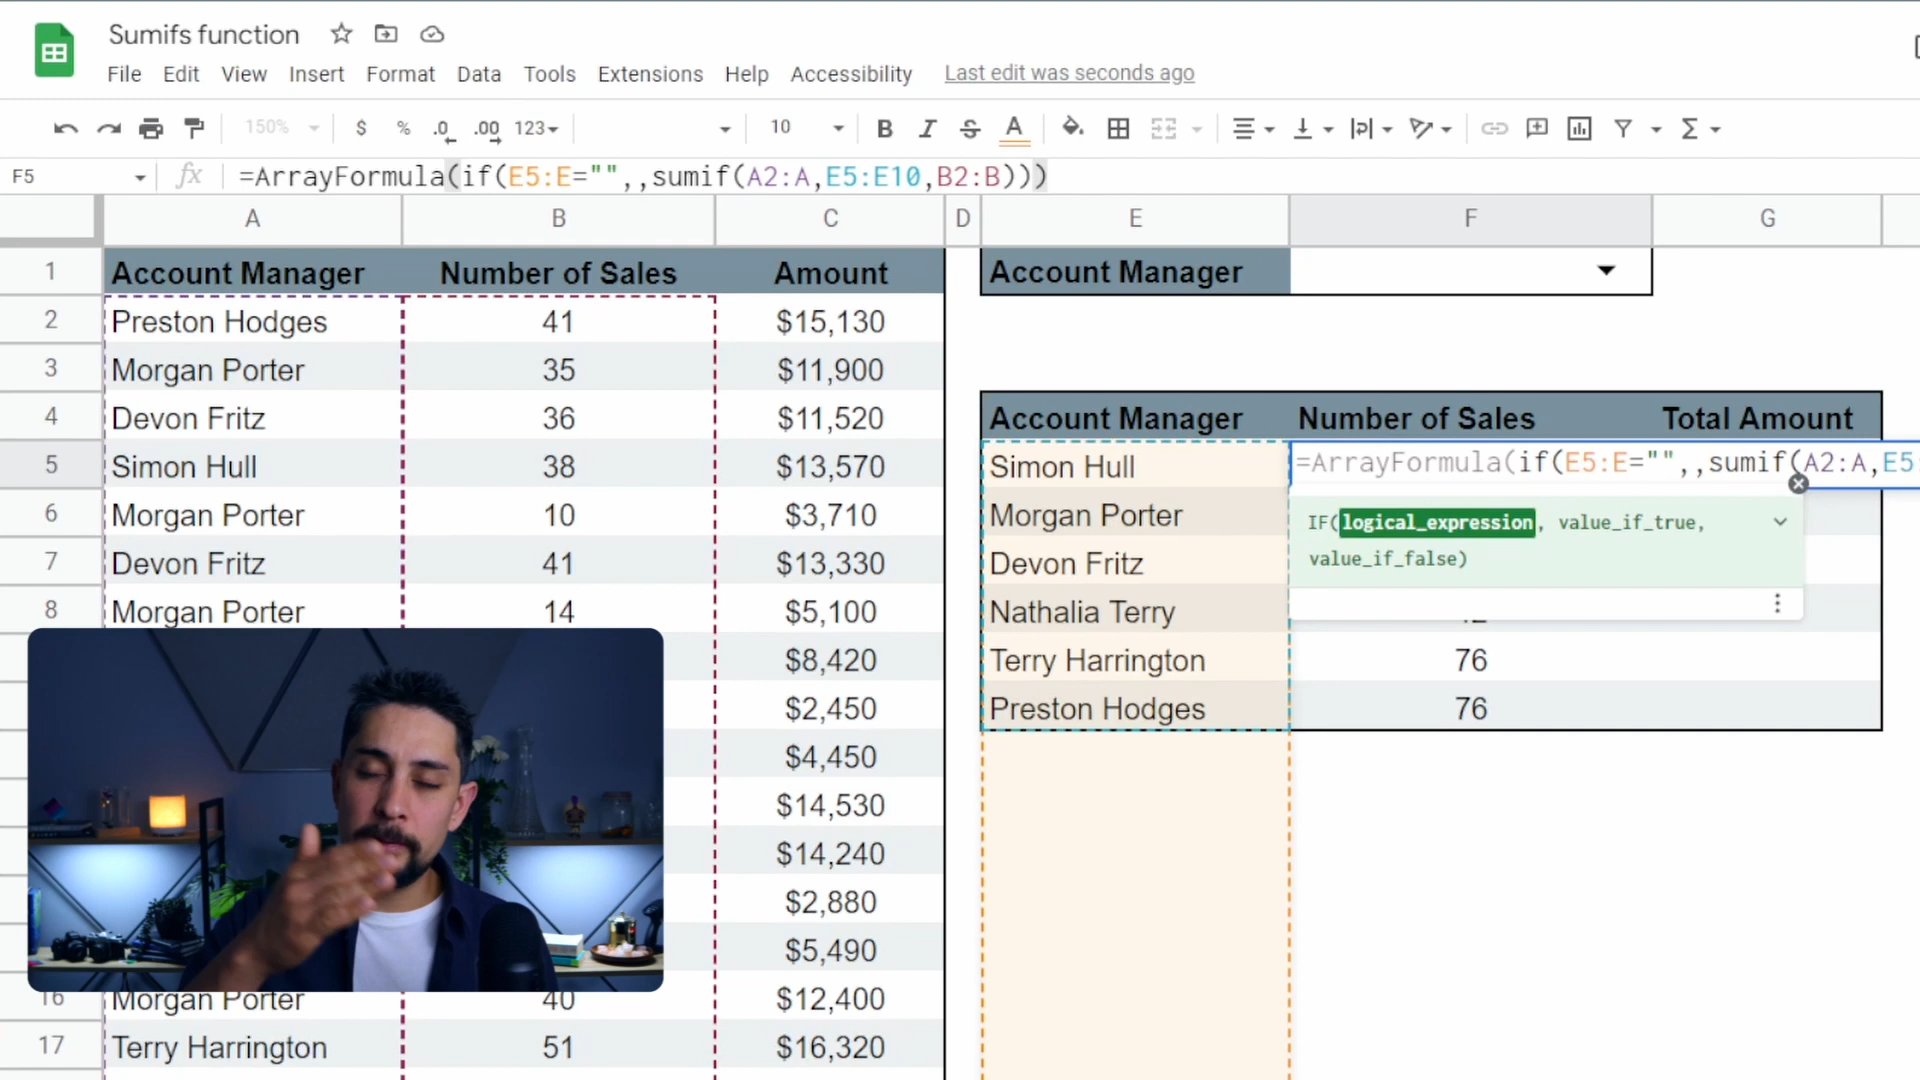 Sumifs function
File Edit View Insert Format Data Tools Extensions Help Accessibility Last edit was seconds ago
150% $ % .0 .00 123 10 B I S A
F5 fx =ArrayFormula(if(E5:E="",,sumif(A2:A,E5:E10,B2:B)))
A B C D E F G
1 Account Manager Number of Sales Amount Account Manager
2 Preston Hodges 41 $15,130
3 Morgan Porter 35 $11,900
4 Devon Fritz 36 $11,520 Account Manager Number of Sales Total Amount
5 Simon Hull 38 $13,570 Simon Hull =ArrayFormula(if(E5:E="",,sumif(A2:A,E5
6 Morgan Porter 10 $3,710 Morgan Porter IF(logical_expression, value_if_true,
value_if_false)
7 Devon Fritz 41 $13,330 Devon Fritz
8 Morgan Porter 14 $5,100 Nathalia Terry
$8,420 Terry Harrington 76
$2,450 Preston Hodges 76
$4,450
$14,530
$14,240
$2,880
$5,490
16 Morgan Porter 40 $12,400
17 Terry Harrington 51 $16,320